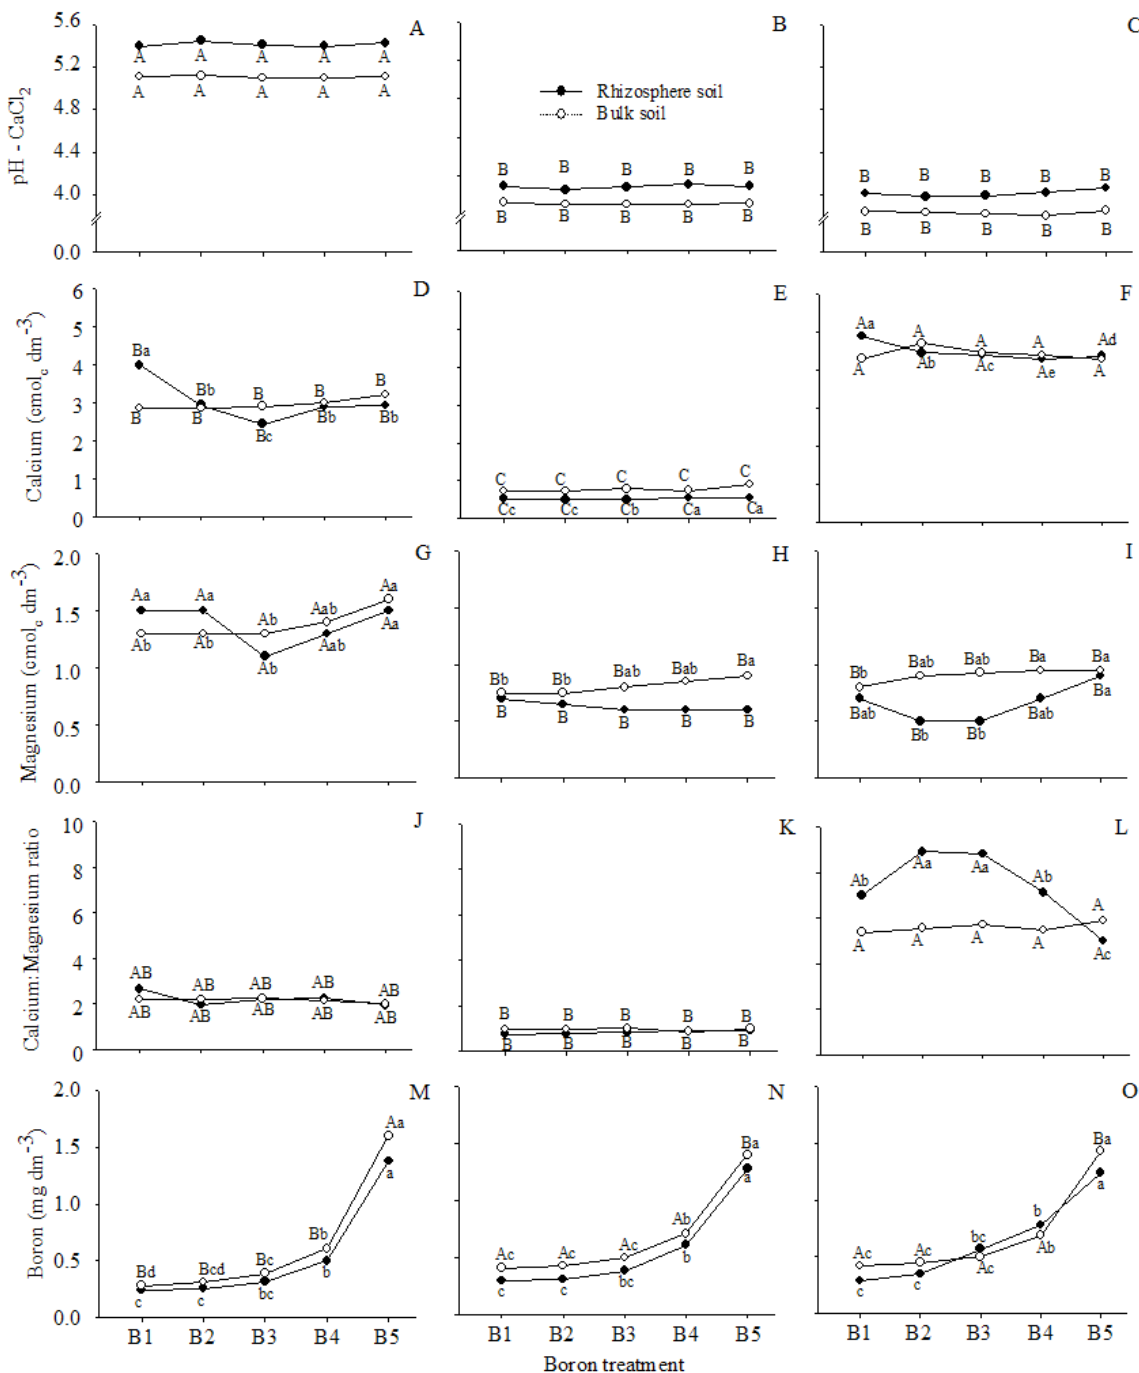 5.6 A B C
5.2 A A A A A
4.8 A A A A A
pH - CaCl2
Rhizosphere soil
Bulk soil
4.4
4.0 B B B B B B B B B B
B B B B B B B B B B
0.0
6 D E F
5
Calcium (cmolc dm-3)
4 Ba Bb B B B
3 B B Bc Bb Bb
2
1
0
C C C C C
Cc Cc Cb Ca Ca
Aa A A A Ad
A Ab Ac Ae A
2.0 G H I
Magnesium (cmolc dm-3)
1.5 Aa Aa Ab Aab Aa
1.0 Ab Ab Ab Aab Aa
0.5
0.0
Bb Bb Bab Bab Ba
B B B B B
Bb Bab Bab Ba Ba
Bab Bb Bb Bab Ba
10 J K L
8
Calcium: Magnesium ratio
6
4
2
0
AB AB AB AB AB
AB AB AB AB AB
B B B B B
B B B B B
Ab Aa Aa Ab A
A A A A Ac
2.0 M N O
Boron (mg dm-3)
1.5
1.0
0.5
0.0
Bd Bcd Bc Bb Aa
c c bc b a
Ac Ac Ac Ab Ba
c c bc b a
Ac Ac bc b Ba
c c Ac Ab a
B1 B2 B3 B4 B5 B1 B2 B3 B4 B5 B1 B2 B3 B4 B5
Boron treatment